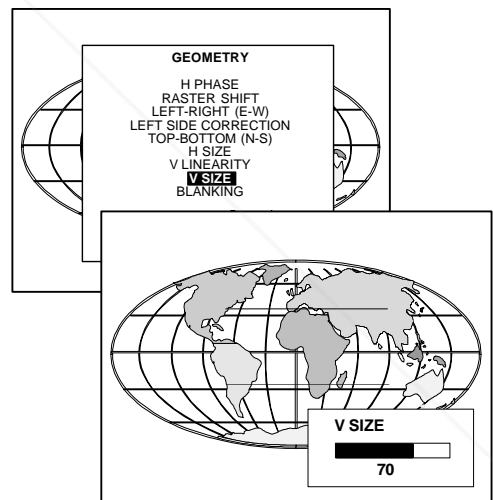 GEOMETRY
H PHASE
RASTER SHIFT
LEFT-RIGHT (E-W)
LEFT SIDE CORRECTION
TOP-BOTTOM (N-S)
H SIZE
V LINEARITY
V SIZE
BLANKING
V SIZE
70